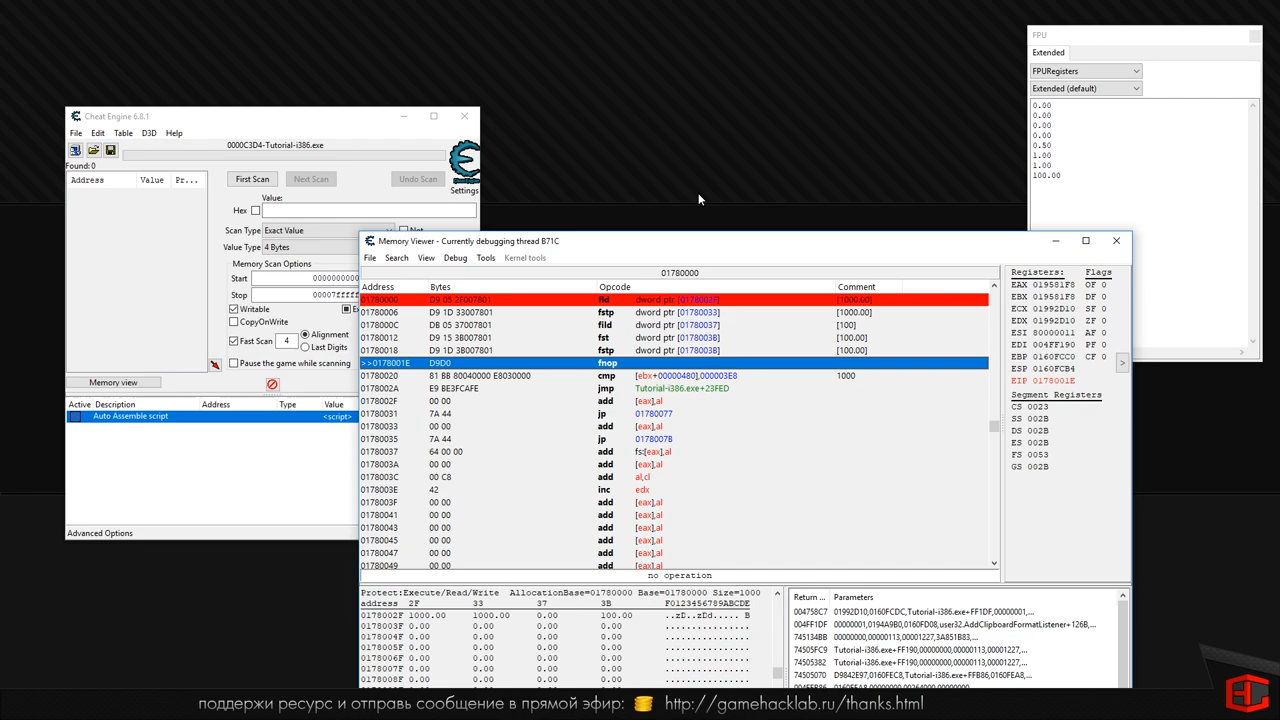 FPU
Extended
FPURegisters
Extended (default)
0.00
0.00
0.00
0.00
0.50
1.00
1.00
100.00
Cheat Engine 6.8.1
File Edit Table D3D Help
0000C3D4-Tutorial-i386.exe
Found: 0
Address Value Pr...
First Scan Next Scan Undo Scan
Settings
Value:
Hex
Scan Type Exact Value Not
Value Type 4 Bytes
Memory Scan Options
Start 0000000000
Stop 00007fffff
Writable
CopyOnWrite
Fast Scan 4 Alignment
Last Digits
Pause the game while scanning
Memory view
Active Description Address Type Value
Auto Assemble script <script>
Advanced Options
Memory Viewer - Currently debugging thread B71C
File Search View Debug Tools Kernel tools
01780000
Address Bytes Opcode Comment
01780000 D9 05 2F007801 fld dword ptr [0178002F] [1000.00]
01780006 D9 1D 33007801 fstp dword ptr [01780033] [1000.00]
0178000C DB 05 37007801 fild dword ptr [01780037] [100]
01780012 D9 15 3B007801 fst dword ptr [0178003B] [100.00]
01780018 D9 1D 3B007801 fstp dword ptr [0178003B] [100.00]
>>0178001E D9D0 fnop
01780020 81 BB 80040000 E8030000 cmp [ebx+00000480],000003E8 1000
0178002A E9 BE3FCAFE jmp Tutorial-i386.exe+23FED
0178002F 00 00 add [eax],al
01780031 7A 44 jp 01780077
01780033 00 00 add [eax],al
01780035 7A 44 jp 0178007B
01780037 64 00 00 add fs:[eax],al
0178003A 00 00 add [eax],al
0178003C 00 C8 add al,cl
0178003E 42 inc edx
0178003F 00 00 add [eax],al
01780041 00 00 add [eax],al
01780043 00 00 add [eax],al
01780045 00 00 add [eax],al
01780047 00 00 add [eax],al
01780049 00 00 add [eax],al
no operation
Registers: Flags
EAX 019581F8 OF 0
EBX 019581F8 DF 0
ECX 01992D10 SF 0
EDX 01992D10 ZF 0
ESI 80000011 PF 0
EDI 004FF190 AF 0
EBP 0160FCC0 CF 0
ESP 0160FCB4
EIP 0178001E
Segment Registers
CS 0023
SS 002B
DS 002B
ES 002B
FS 0053
GS 002B
Protect:Execute/Read/Write AllocationBase=01780000 Base=01780000 Size=1000
address 2F 33 37 3B F0123456789ABCDE
0178002F 1000.00 1000.00 0.00 100.00 ..zD..zDd..... B
0178003F 0.00 0.00 0.00 0.00 ................
0178004F 0.00 0.00 0.00 0.00 ................
0178005F 0.00 0.00 0.00 0.00 ................
0178006F 0.00 0.00 0.00 0.00 ................
0178007F 0.00 0.00 0.00 0.00 ................
Return ... Parameters
004758C7 01992D10,0160FCDC,Tutorial-i386.exe+FF1DF,00000001,...
004FF1DF 00000001,0194A9B0,0160FD08,user32.AddClipboardFormatListener+126B,...
745134BB 00000000,00000113,00001227,3A851B83,...
74505FC9 Tutorial-i386.exe+FF190,00000000,00000113,00001227,...
74505382 Tutorial-i386.exe+FF190,00000000,00000113,00001227,...
74505070 D9842E97,0160FEC8,Tutorial-i386.exe+FFB86,0160FEA8,...
поддержи ресурс и отправь сообщение в прямой эфир: http://gamehacklab.ru/thanks.html